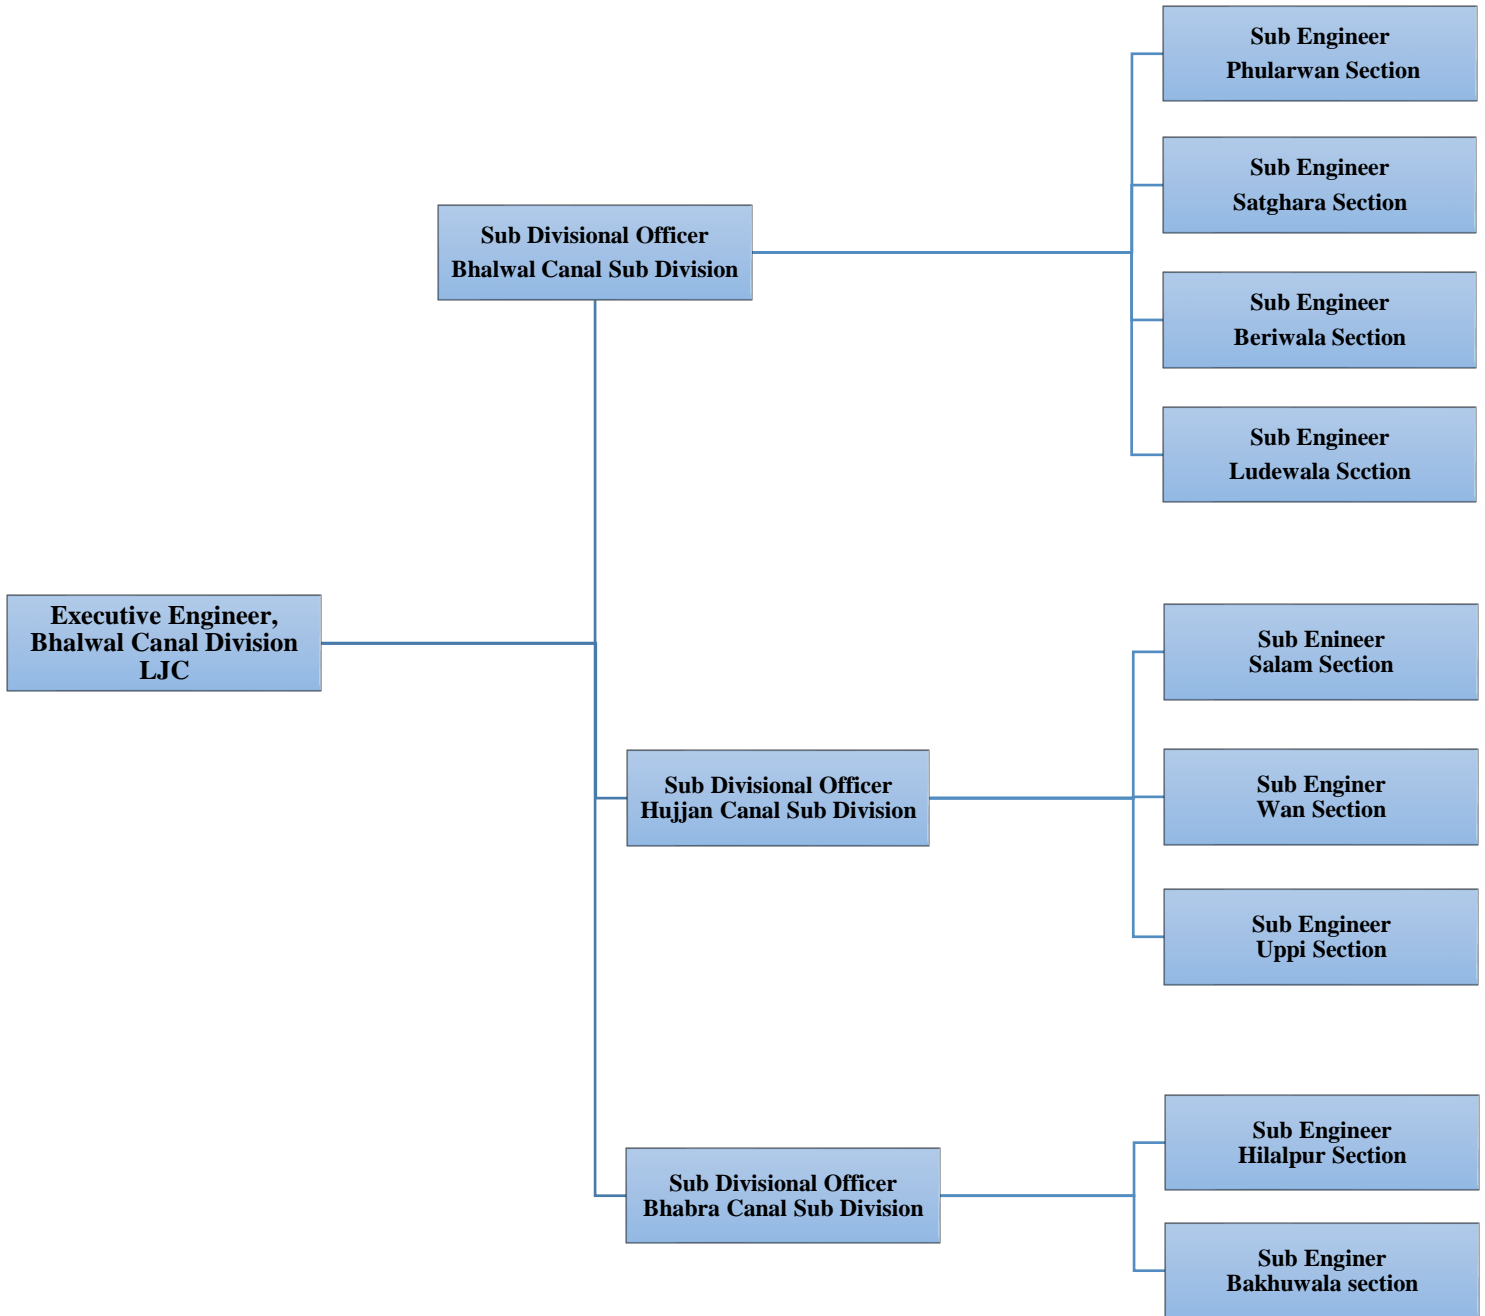 Sub Engineer
Phularwan Section
Sub Engineer
Satghara Section
Sub Divisional Officer
Bhalwal Canal Sub Division
Sub Engineer
Beriwala Section
Sub Engineer
Ludewala Scction
Executive Engineer,
Bhalwal Canal Division
LJC
Sub Enineer
Salam Section
Sub Divisional Officer
Hujjan Canal Sub Division
Sub Enginer
Wan Section
Sub Engineer
Uppi Section
Sub Divisional Officer
Bhabra Canal Sub Division
Sub Engineer
Hilalpur Section
Sub Enginer
Bakhuwala section